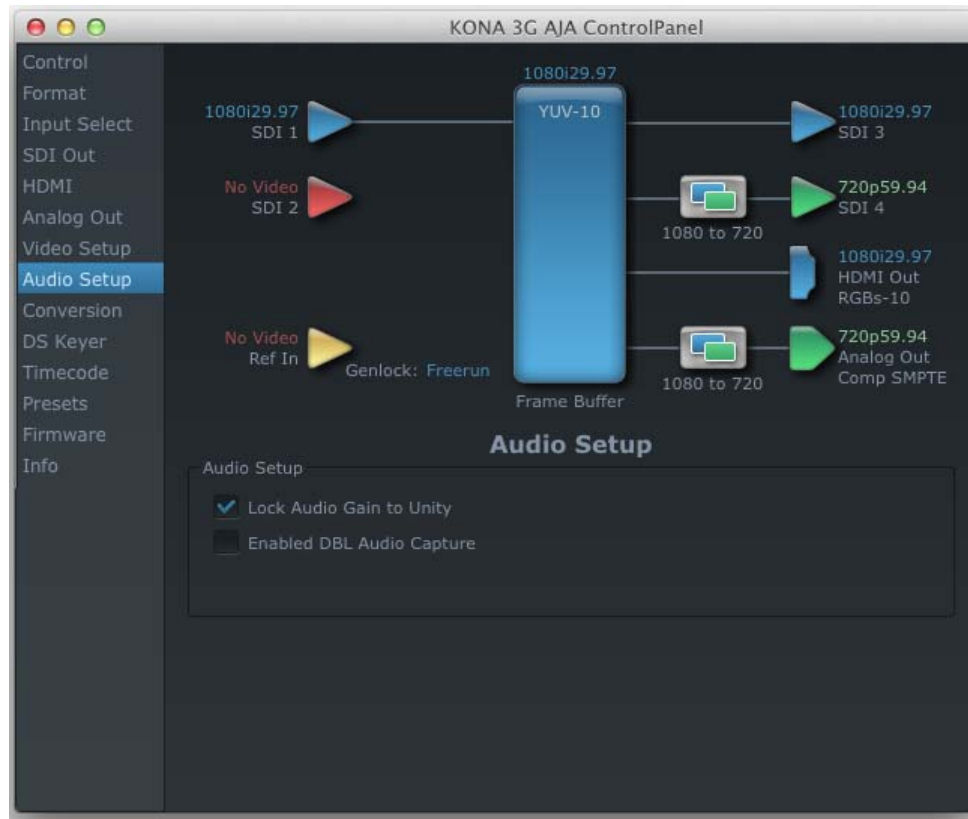 KONA 3G AJA ControlPanel
Control
Format
Input Select
SDI Out
HDMI
Analog Out
Video Setup
Audio Setup
Conversion
DS Keyer
Timecode
Presets
Firmware
Info
1080i29.97
YUV-10
Frame Buffer
1080i29.97
SDI 1
No Video
SDI 2
No Video
Ref In
Genlock: Freerun
1080i29.97
SDI 3
1080 to 720
720p59.94
SDI 4
1080i29.97
HDMI Out
RGBs-10
1080 to 720
720p59.94
Analog Out
Comp SMPTE
Audio Setup
Audio Setup
Lock Audio Gain to Unity
Enabled DBL Audio Capture